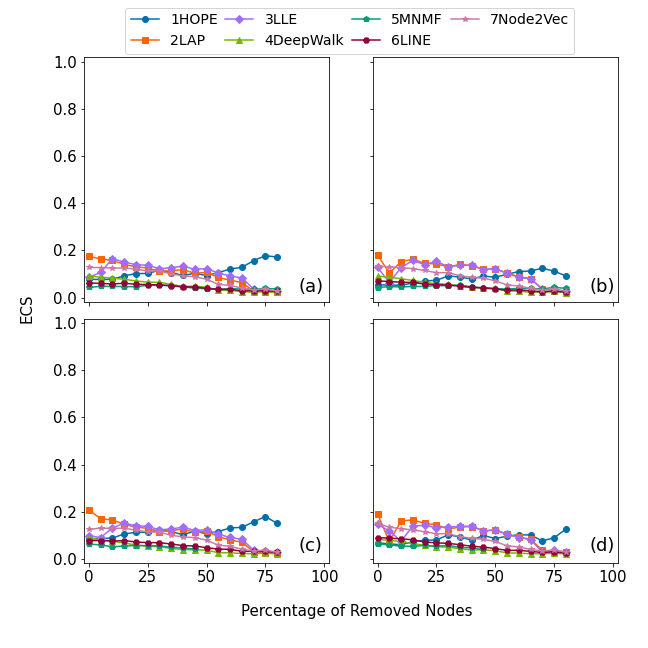 1HOPE 3LLE 5MNMF 7Node2Vec
2LAP 4DeepWalk 6LINE
1.0
0.8
0.6
0.4
0.2
0.0
(a) (b)
ECS
1.0
0.8
0.6
0.4
0.2
0.0
(c) (d)
0 25 50 75 100 0 25 50 75 100
Percentage of Removed Nodes